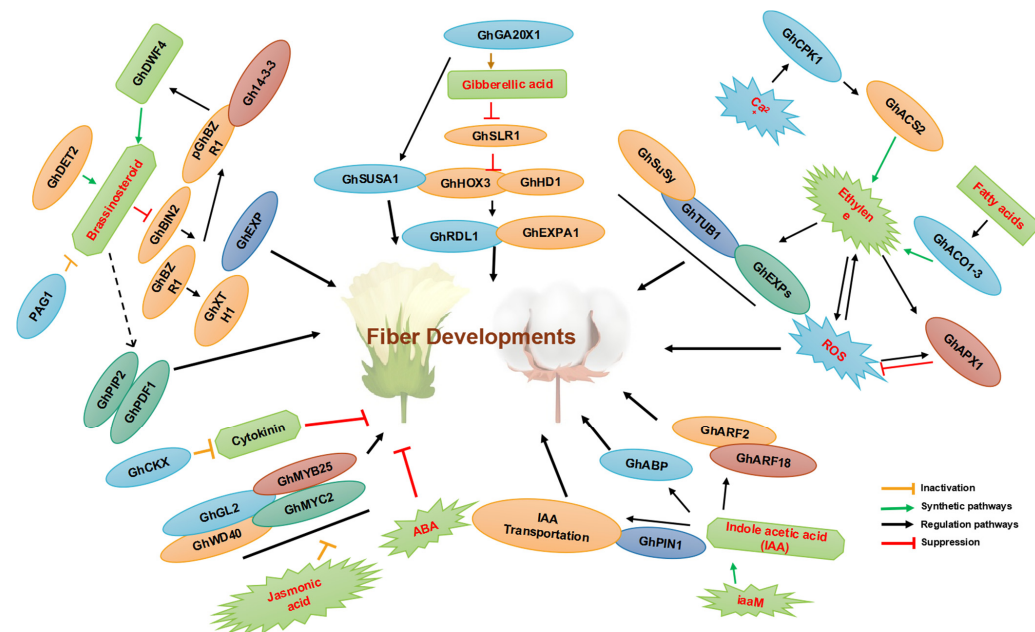 GhGA20X1
Gibberellic acid
GhSLR1
GhSUSA1
GhHOX3
GhHD1
GhRDL1
GhEXPA1
GhDWF4
Gh14-3-3
pGhBZ
R1
GhDET2
Brassinosteroid
GhBIN2
GhEXP
GhBZ
R1
GhXT
H1
PAG1
GhPIP2
GhPDF1
GhCPK1
Ca²
+
GhACS2
GhSuSy
GhTUB1
GhEXPs
Ethylen
e
Fatty acids
GhACO1-3
ROS
GhAPX1
Fiber Developments
Cytokinin
GhCKX
GhMYB25
GhGL2
GhMYC2
GhWD40
ABA
Jasmonic
acid
IAA
Transportation
GhPIN1
GhABP
GhARF2
GhARF18
Indole acetic acid
(IAA)
iaaM
Inactivation
Synthetic pathways
Regulation pathways
Suppression